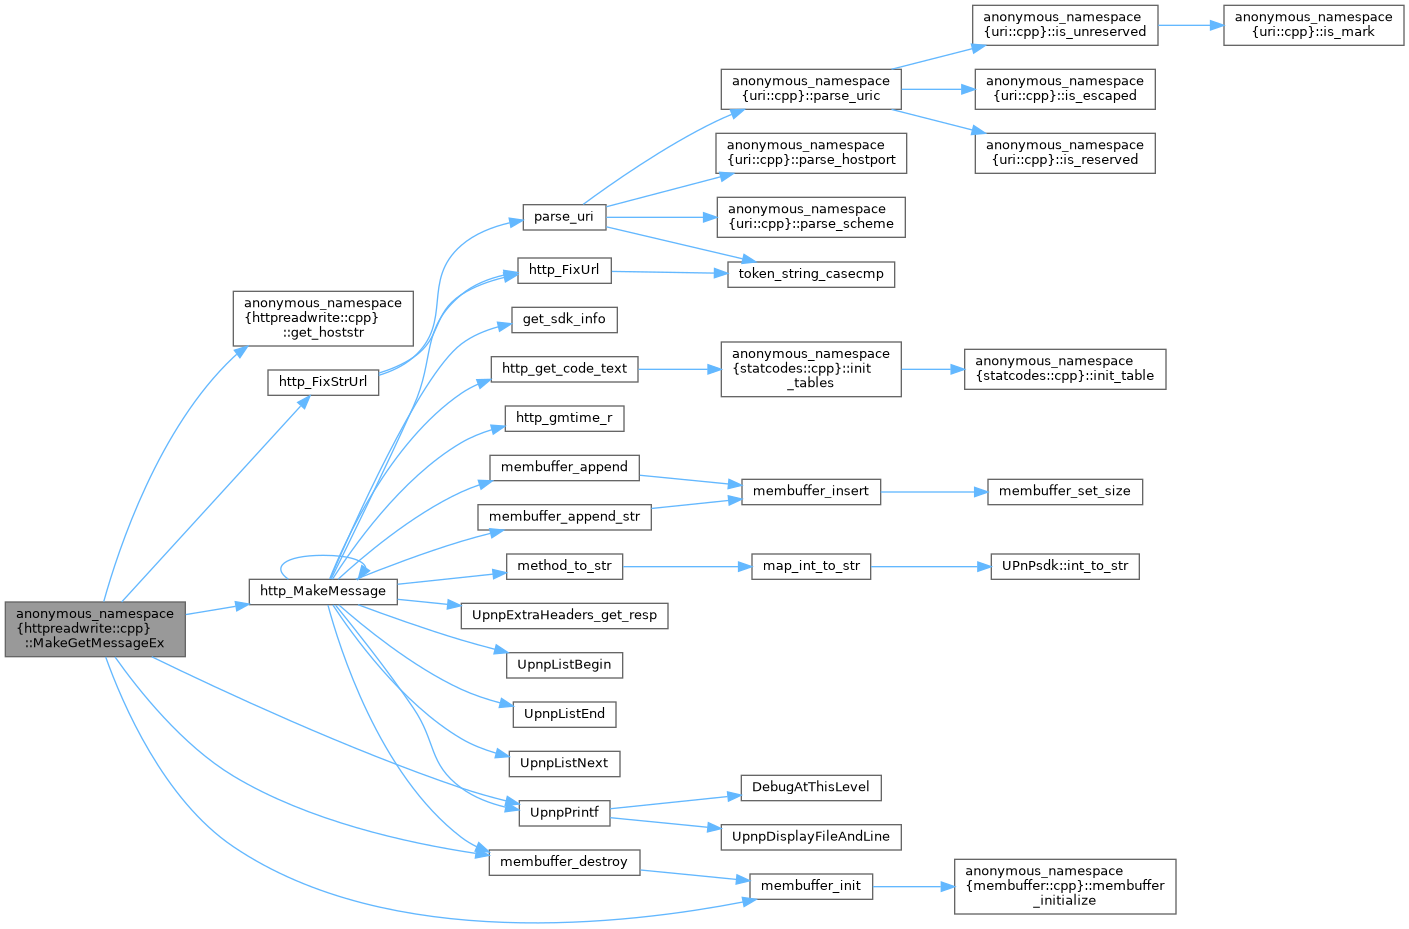 anonymous_namespace
{uri::cpp}::is_unreserved
anonymous_namespace
{uri::cpp}::is_mark
anonymous_namespace
{uri::cpp}::parse_uric
anonymous_namespace
{uri::cpp}::is_escaped
anonymous_namespace
{uri::cpp}::parse_hostport
anonymous_namespace
{uri::cpp}::is_reserved
parse_uri
anonymous_namespace
{uri::cpp}::parse_scheme
http_FixUrl
token_string_casecmp
anonymous_namespace
{httpreadwrite::cpp}
::get_hoststr
get_sdk_info
http_FixStrUrl
http_get_code_text
anonymous_namespace
{statcodes::cpp}::init
_tables
anonymous_namespace
{statcodes::cpp}::init_table
http_gmtime_r
membuffer_append
membuffer_insert
membuffer_set_size
membuffer_append_str
method_to_str
map_int_to_str
UPnPsdk::int_to_str
http_MakeMessage
anonymous_namespace
{httpreadwrite::cpp}
::MakeGetMessageEx
UpnpExtraHeaders_get_resp
UpnpListBegin
UpnpListEnd
UpnpListNext
UpnpPrintf
DebugAtThisLevel
UpnpDisplayFileAndLine
membuffer_destroy
membuffer_init
anonymous_namespace
{membuffer::cpp}::membuffer
_initialize